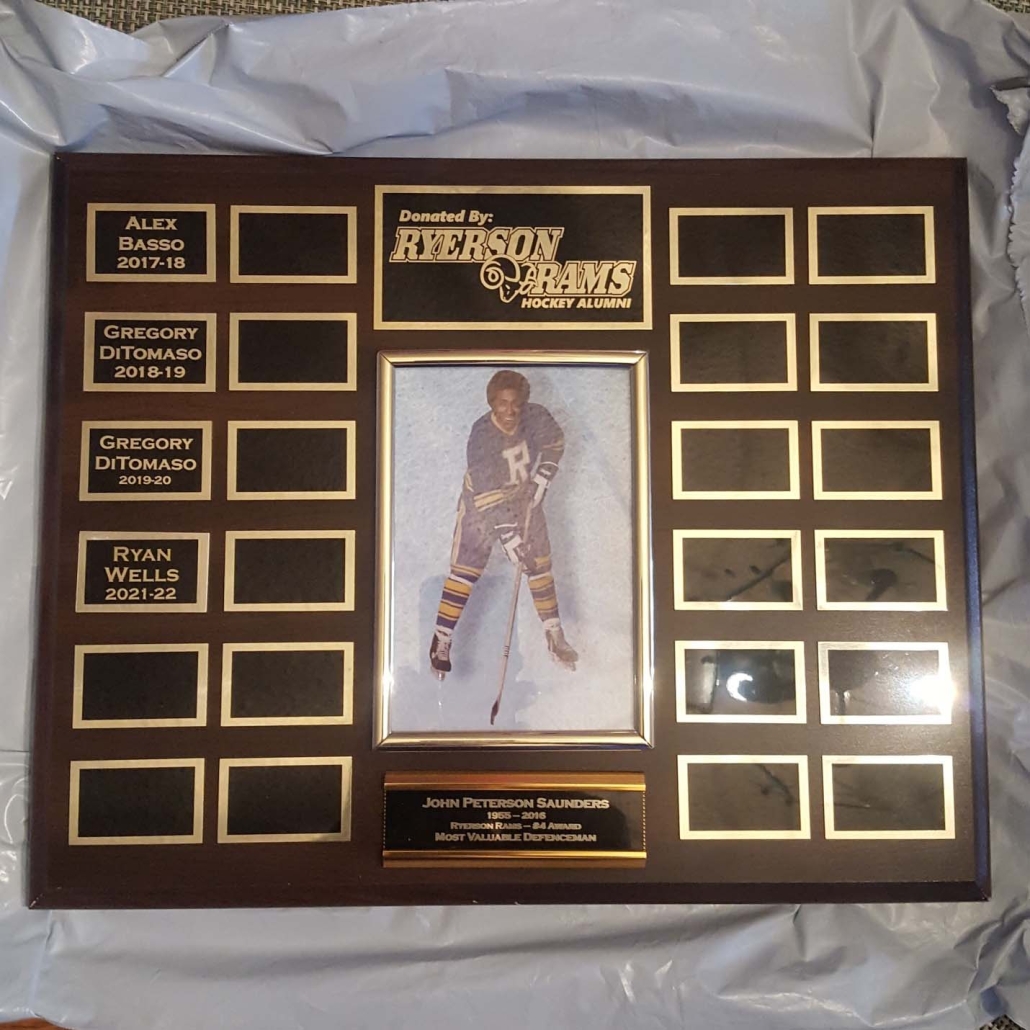 ALEX
BASSO
2017-18
GREGORY
DITOMASO
2018-19
GREGORY
DITOMASO
2019-20
RYAN
WELLS
2021-22
Donated By:
RYERSON
RAMS
HOCKEY ALUMNI
R
JOHN PETERSON SAUNDERS
1955 – 2016
RYERSON RAMS – #4 AWARD
MOST VALUABLE DEFENCEMAN